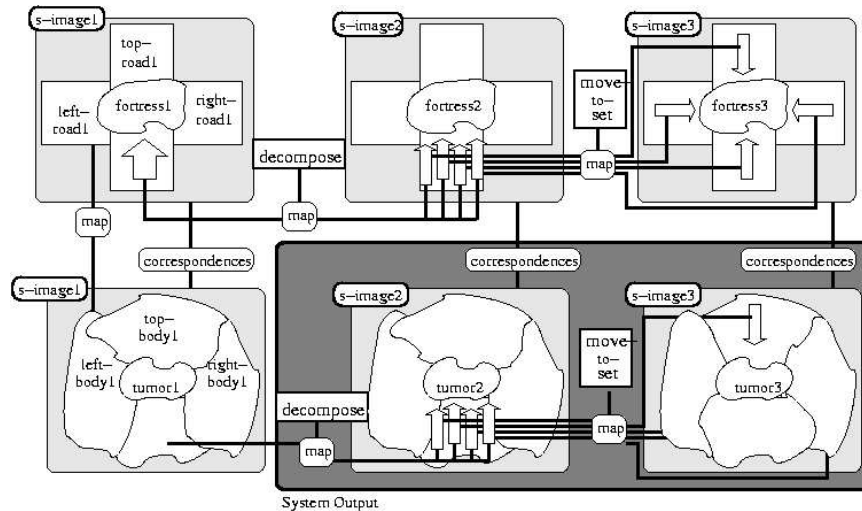 s-image1
s-image2
s-image3
top-
road1
left-
road1
fortress1
right-
road1
fortress2
move-
to-
set
fortress3
decompose
map
map
map
correspondences
correspondences
correspondences
s-image1
s-image2
s-image3
top-
body1
left-
body1
tumor1
right-
body1
tumor2
move-
to-
set
tumor3
decompose
map
map
System Output